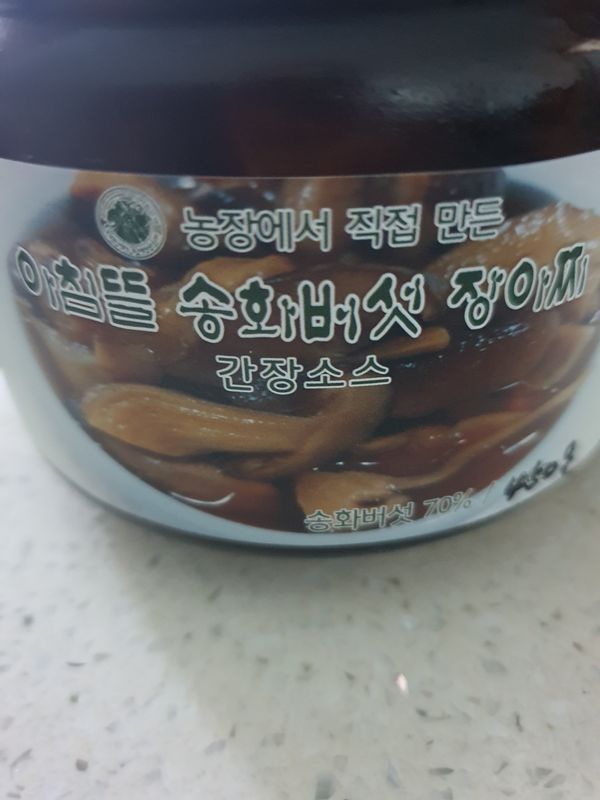 농장에서 직접 만든
아침뜰 송화버섯 장아찌
간장소스
송화버섯 70% / 450g